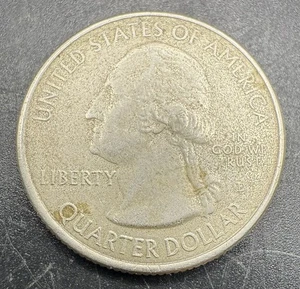 UNITED STATES OF AMERICA
LIBERTY
IN
GOD WE
TRUST
P
QUARTER DOLLAR